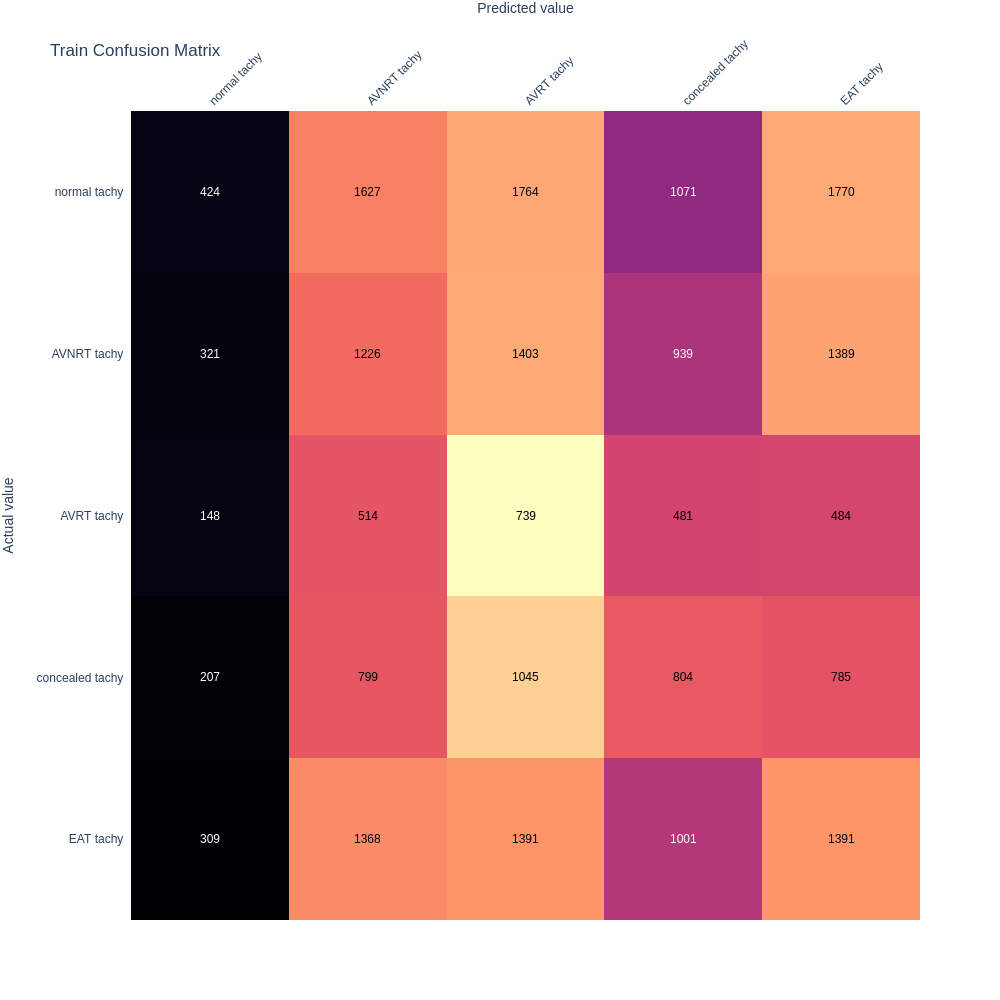 Predicted value
Train Confusion Matrix
normal tachy AVNRT tachy AVRT tachy concealed tachy EAT tachy
normal tachy 424 1627 1764 1071 1770
AVNRT tachy 321 1226 1403 939 1389
Actual value
AVRT tachy 148 514 739 481 484
concealed tachy 207 799 1045 804 785
EAT tachy 309 1368 1391 1001 1391